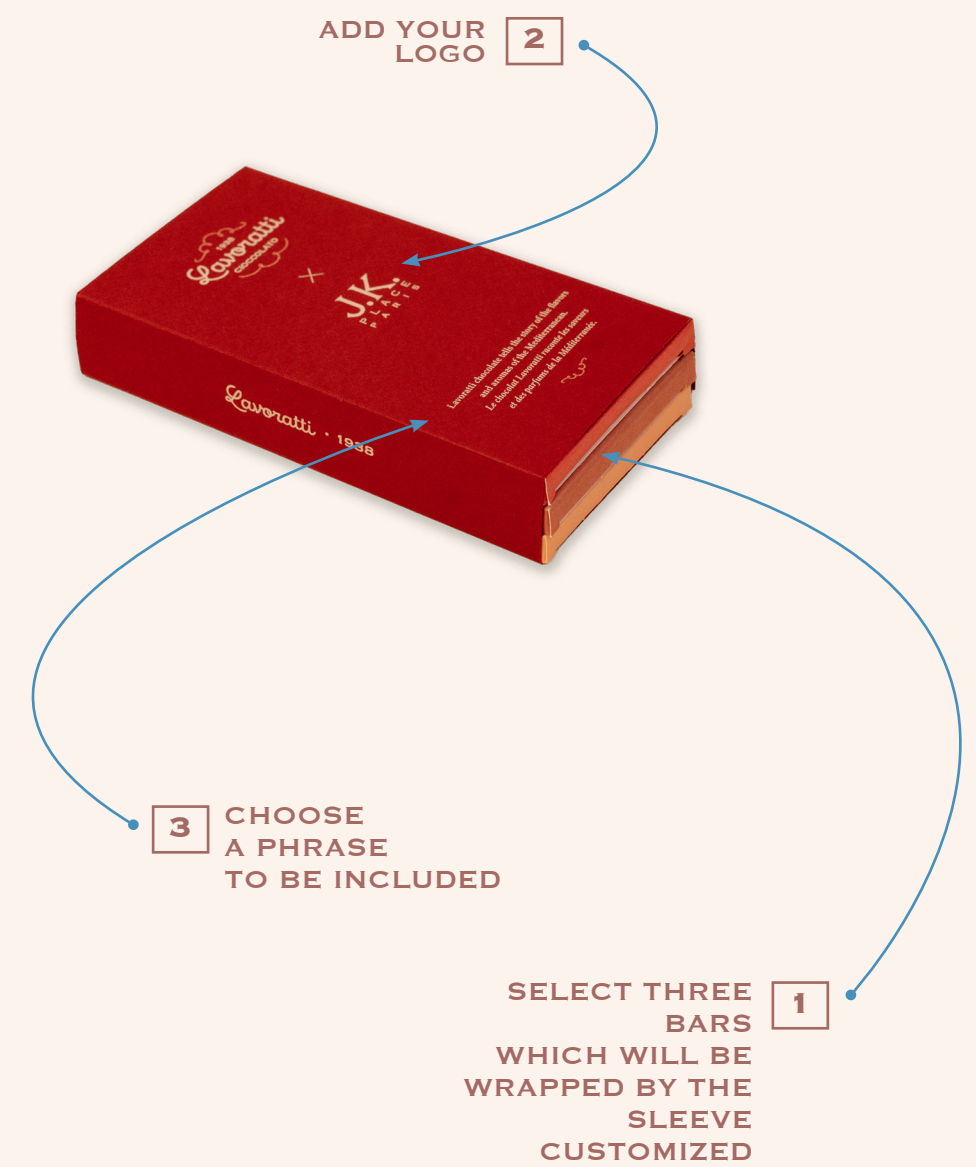 ADD YOUR
LOGO
2
1938
Lavoratti
CIOCCOLATO
X
J.K.
PLACE
PARIS
Lavoratti chocolate tells the story of the flavors
and aromas of the Mediterranean.
Le chocolat Lavoratti raconte les saveurs
et des parfums de la Méditerranée.
Lavoratti · 1938
3
CHOOSE
A PHRASE
TO BE INCLUDED
SELECT THREE
BARS
WHICH WILL BE
WRAPPED BY THE
SLEEVE
CUSTOMIZED
1